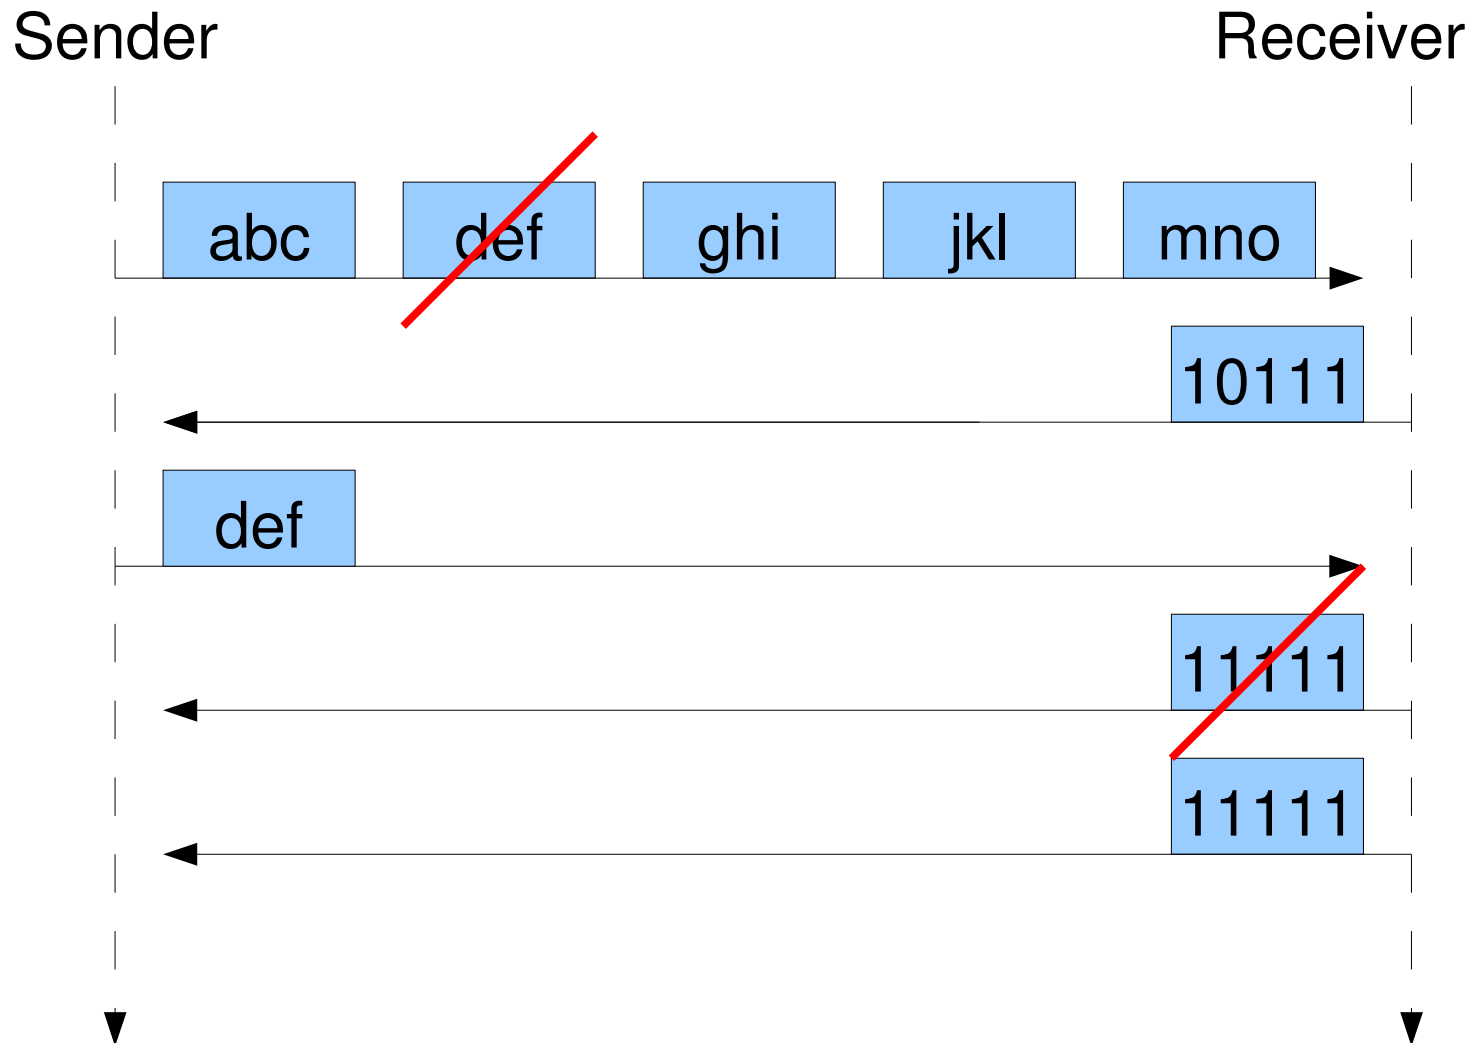 Sender Receiver
abc def ghi jkl mno
10111
def
11111
11111